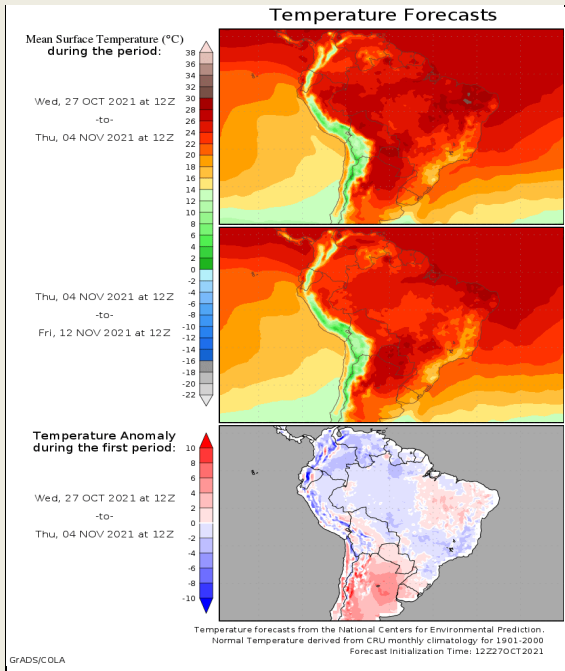 Temperature Forecasts
Mean Surface Temperature (°C)
during the period:
38
36
34
32
30
28
26
24
22
20
18
16
14
12
10
8
6
4
2
0
-2
-4
-6
-8
-10
-12
-14
-16
-18
-20
-22
Wed, 27 OCT 2021 at 12Z
-to-
Thu, 04 NOV 2021 at 12Z
Thu, 04 NOV 2021 at 12Z
-to-
Fri, 12 NOV 2021 at 12Z
Temperature Anomaly
during the first period:
10
8
6
4
2
0
-2
-4
-6
-8
-10
Wed, 27 OCT 2021 at 12Z
-to-
Thu, 04 NOV 2021 at 12Z
Temperature forecasts from the National Centers for Environmental Prediction.
Normal Temperature derived from CRU monthly climatology for 1901-2000
Forecast Initialization Time: 12Z27OCT2021
GrADS/COLA